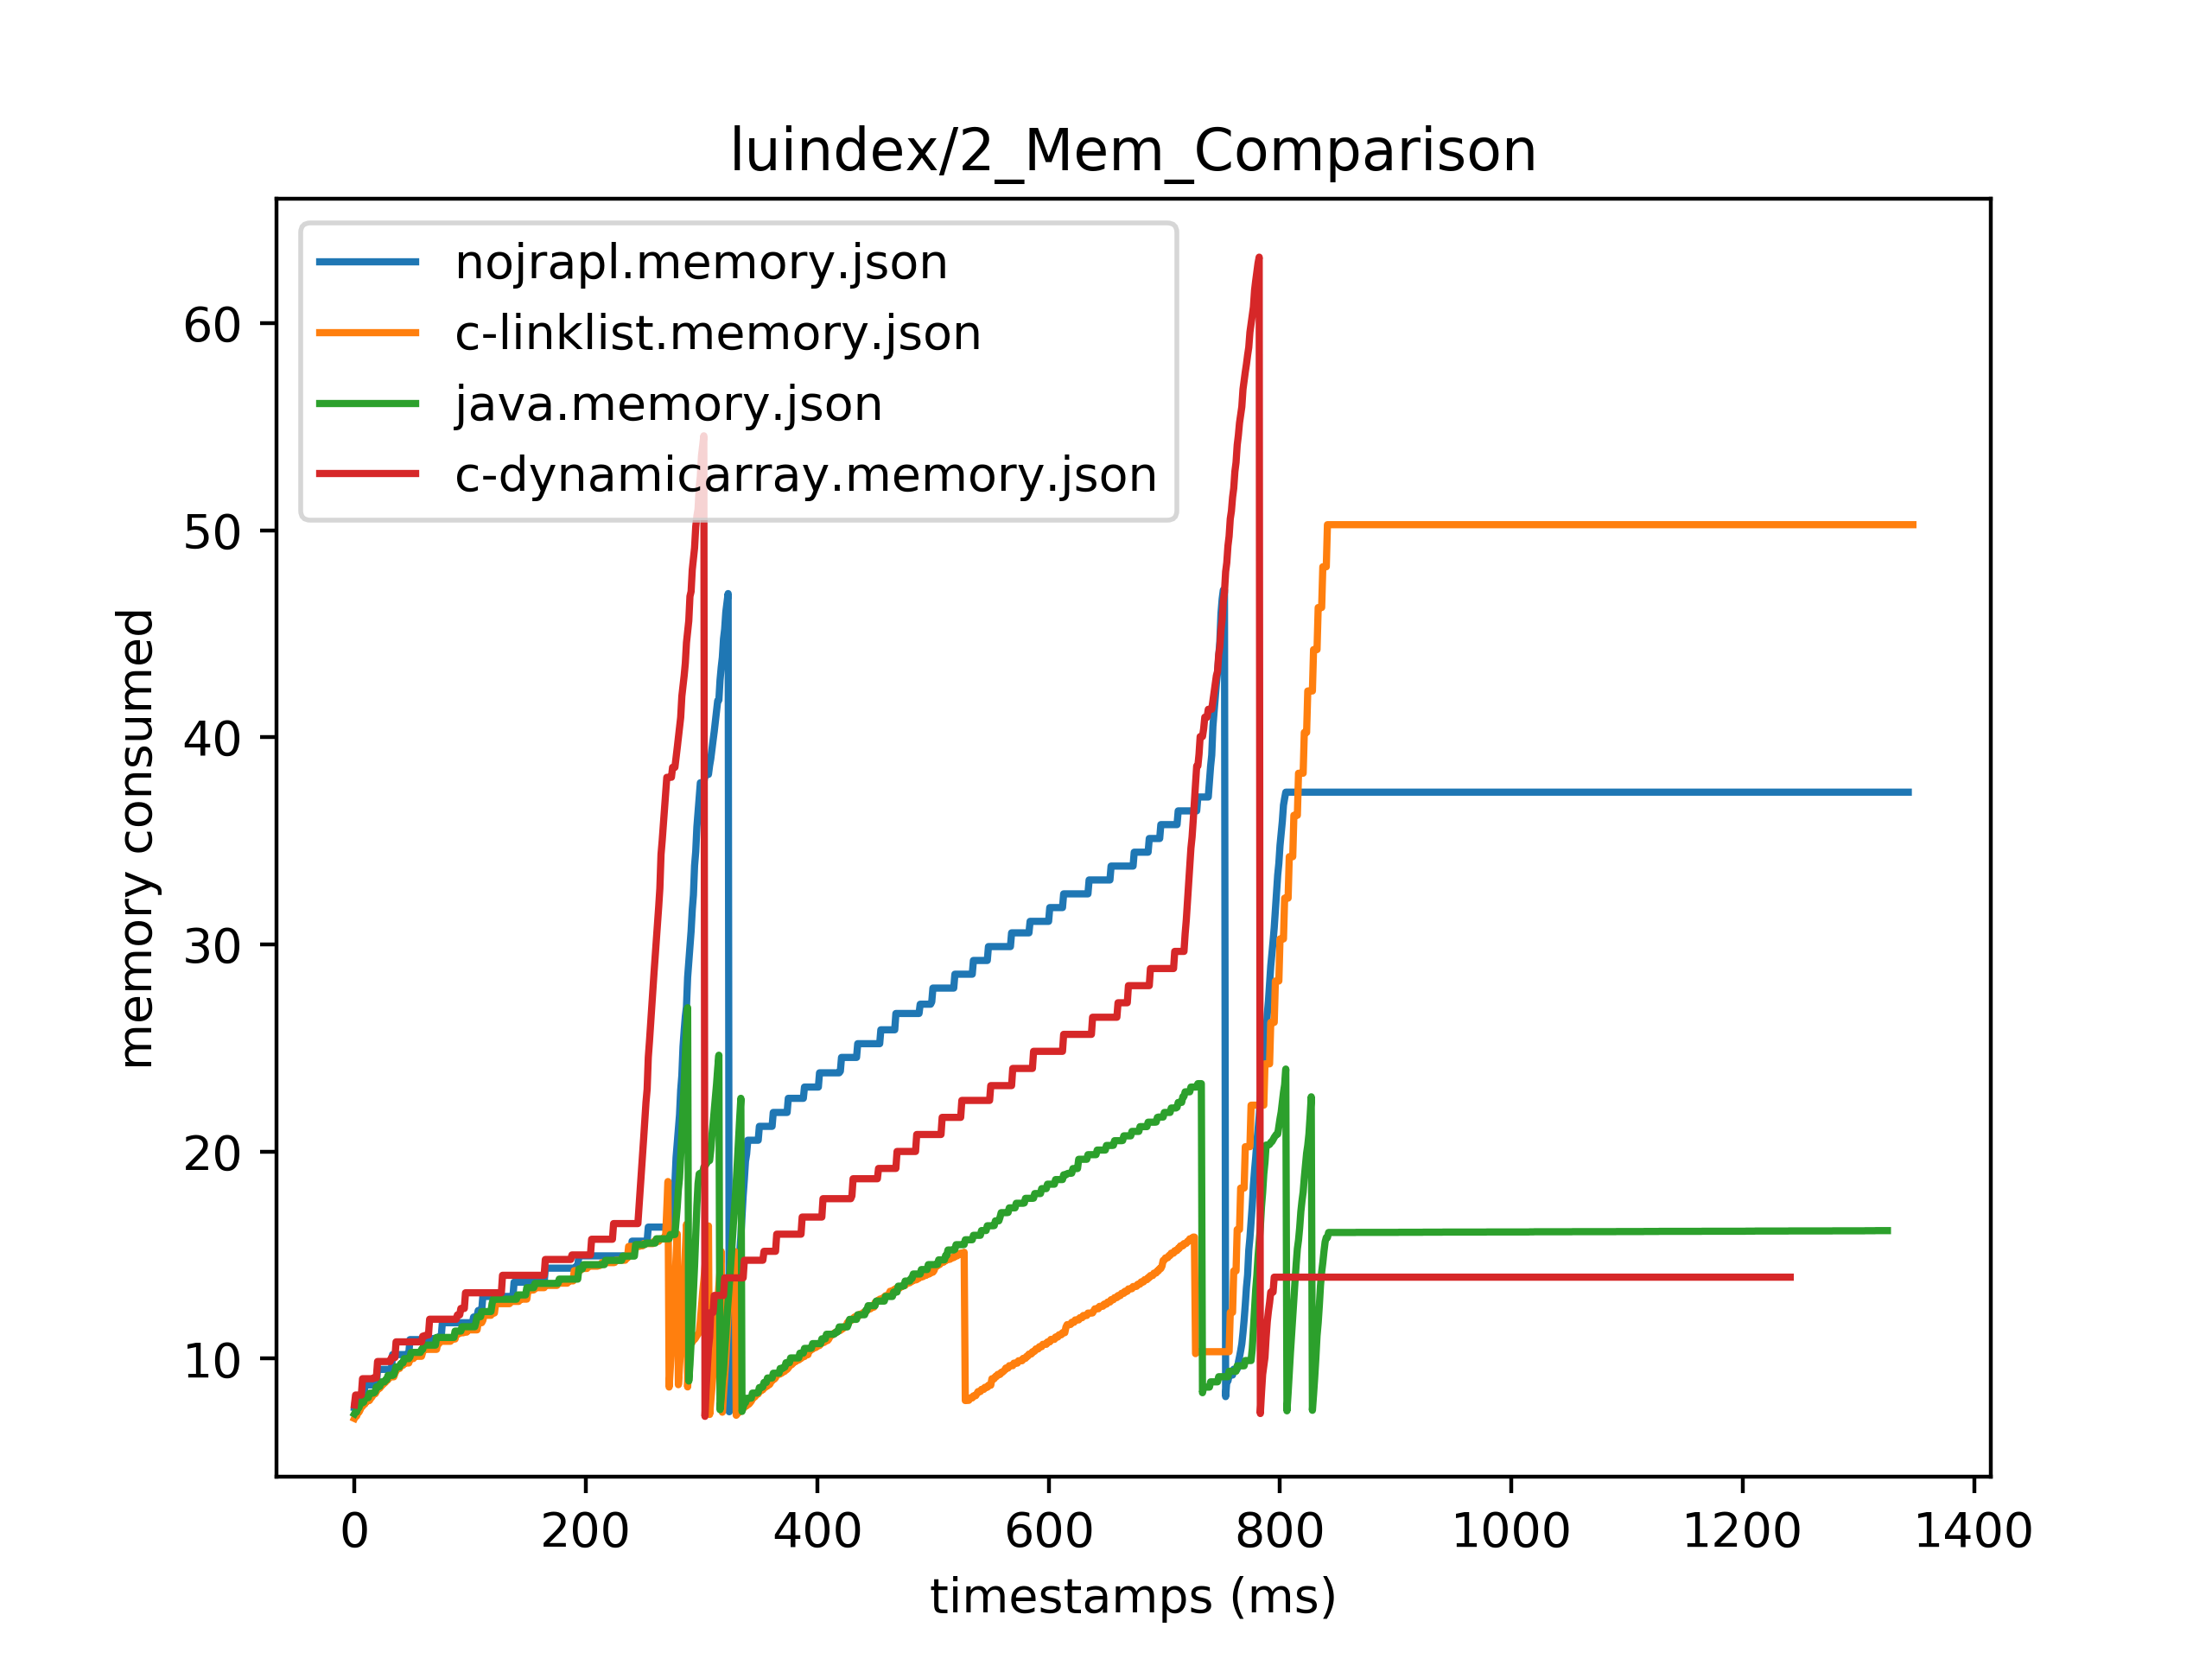 luindex/2_Mem_Comparison
nojrapl.memory.json
c-linklist.memory.json
java.memory.json
c-dynamicarray.memory.json
memory consumed
60
50
40
30
20
10
0 200 400 600 800 1000 1200 1400
timestamps (ms)